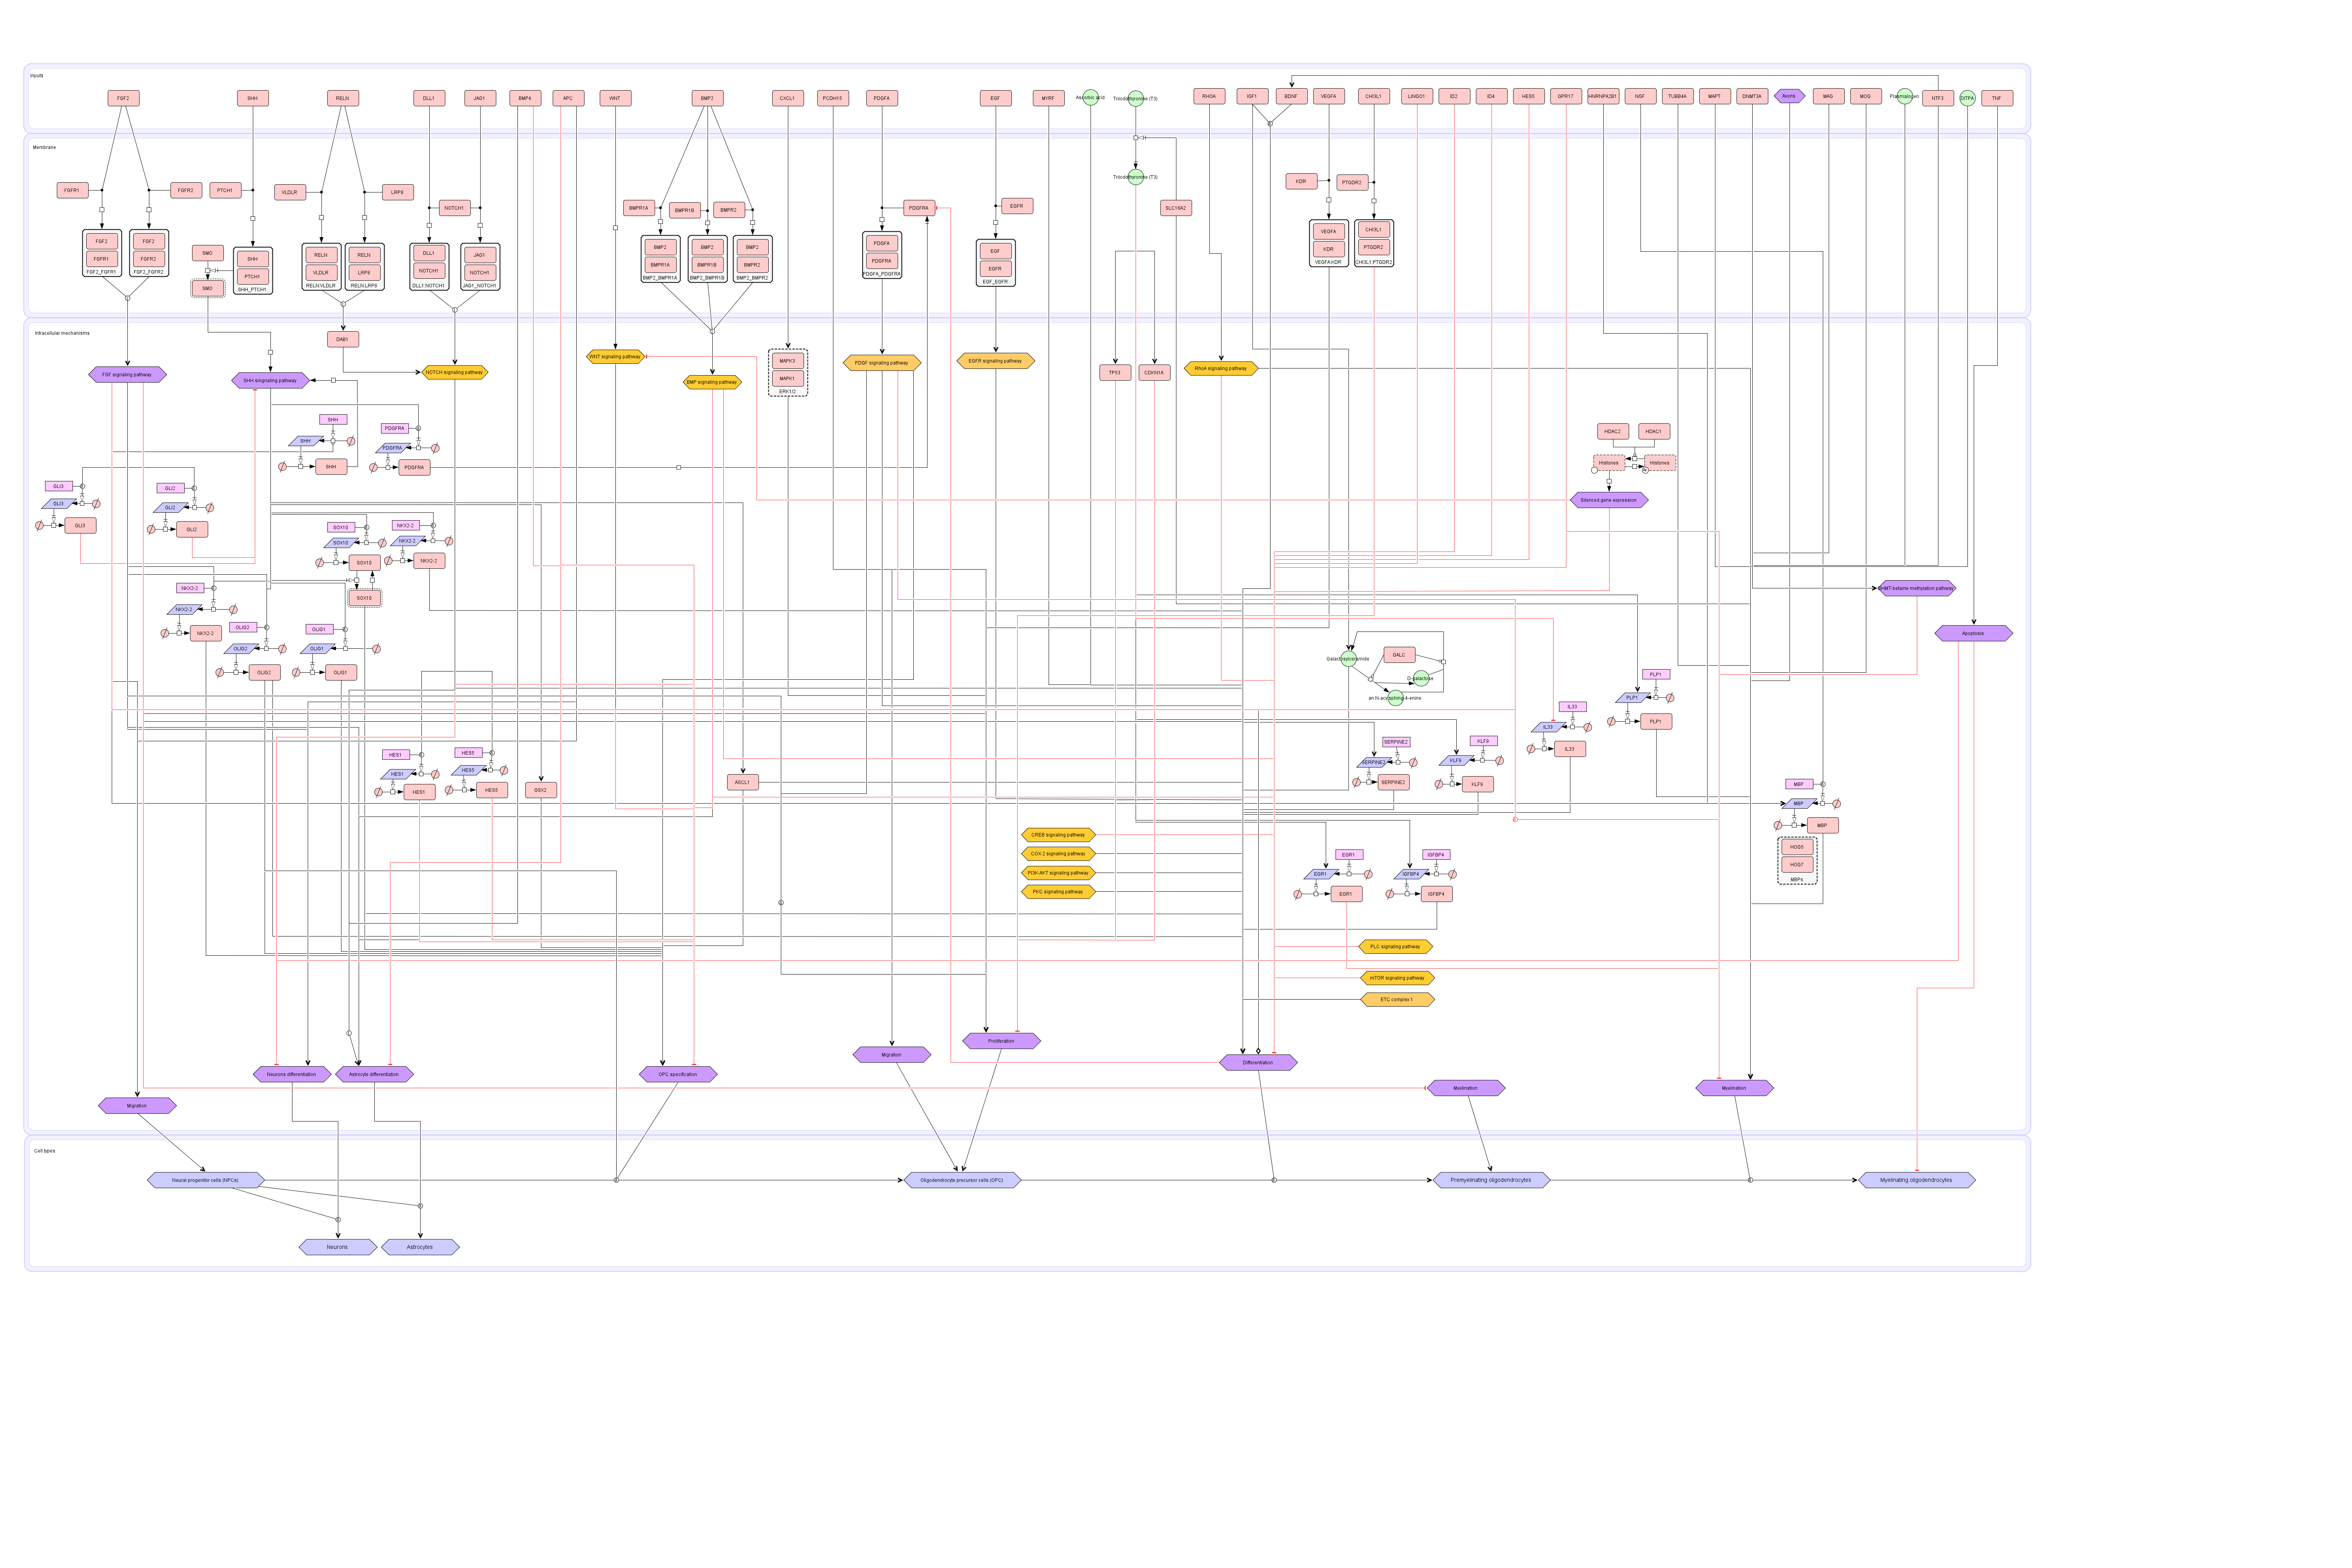 Inputs
FGF2
SHH
RELN
DLL1
JAG1
BMP4
APC
WNT
BMP2
CXCL1
PCDH15
PDGFA
EGF
MYRF
Ascorbic acid
Triiodothyronine (T3)
RHOA
IGF1
BDNF
VEGFA
CHI3L1
LINGO1
ID2
ID4
HES5
GPR17
HNRNPA2B1
NGF
TUBB4A
MAPT
DNMT3A
Axons
MAG
MOG
Plasmalogen
NTF3
DITPA
TNF
Membrane
FGFR1
FGFR2
PTCH1
VLDLR
LRP8
NOTCH1
BMPR1A
BMPR1B
BMPR2
PDGFRA
EGFR
Triiodothyronine (T3)
SLC16A2
KDR
PTGDR2
FGF2
FGFR1
FGF2_FGFR1
FGF2
FGFR2
FGF2_FGFR2
SMO
SMO
SHH
PTCH1
SHH_PTCH1
RELN
VLDLR
RELN:VLDLR
RELN
LRP8
RELN:LRP8
DLL1
NOTCH1
DLL1:NOTCH1
JAG1
NOTCH1
JAG1_NOTCH1
BMP2
BMPR1A
BMP2_BMPR1A
BMP2
BMPR1B
BMP2_BMPR1B
BMP2
BMPR2
BMP2_BMPR2
PDGFA
PDGFRA
PDGFA_PDGFRA
EGF
EGFR
EGF_EGFR
VEGFA
KDR
VEGFA:KDR
CHI3L1
PTGDR2
CHI3L1:PTGDR2
Intracellular mechanisms
DAB1
FGF signaling pathway
SHH singnaling pathway
NOTCH signaling pathway
WNT signaling pathway
BMP signaling pathway
MAPK3
MAPK1
ERK1/2
PDGF signaling pathway
EGFR signaling pathway
TP53
CDKN1A
RhoA signaling pathway
SHH
SHH
SHH
PDGFRA
PDGFRA
PDGFRA
HDAC2
HDAC1
Histones
Histones
Silenced gene expression
GLI3
GLI3
GLI3
GLI2
GLI2
GLI2
SOX10
SOX10
SOX10
SOX10
NKX2-2
NKX2-2
NKX2-2
NKX2-2
NKX2-2
NKX2-2
OLIG2
OLIG2
OLIG2
OLIG1
OLIG1
OLIG1
BHMT-betaine methylation pathway
Apoptosis
Galactosylceramide
GALC
D-galactose
an N-acylsphing-4-enine
PLP1
PLP1
PLP1
IL33
IL33
IL33
HES1
HES1
HES1
HES5
HES5
HES5
GSX2
ASCL1
SERPINE2
SERPINE2
SERPINE2
KLF9
KLF9
KLF9
MBP
MBP
MBP
HOG5
HOG7
MBPs
CREB signaling pathway
COX-2 signaling pathway
PI3K-AKT signaling pathway
PKC signaling pathway
EGR1
EGR1
EGR1
IGFBP4
IGFBP4
IGFBP4
PLC signaling pathway
mTOR signaling pathway
ETC complex 1
Neurons differentiation
Astrocyte differentiation
OPC specification
Migration
Proliferation
Differentiation
Myelination
Myelination
Migration
Cell types
Neural progenitor cells (NPCs)
Oligodendrocyte precursor cells (OPC)
Premyelinating oligodendrocytes
Myelinating oligodendrocytes
Neurons
Astrocytes